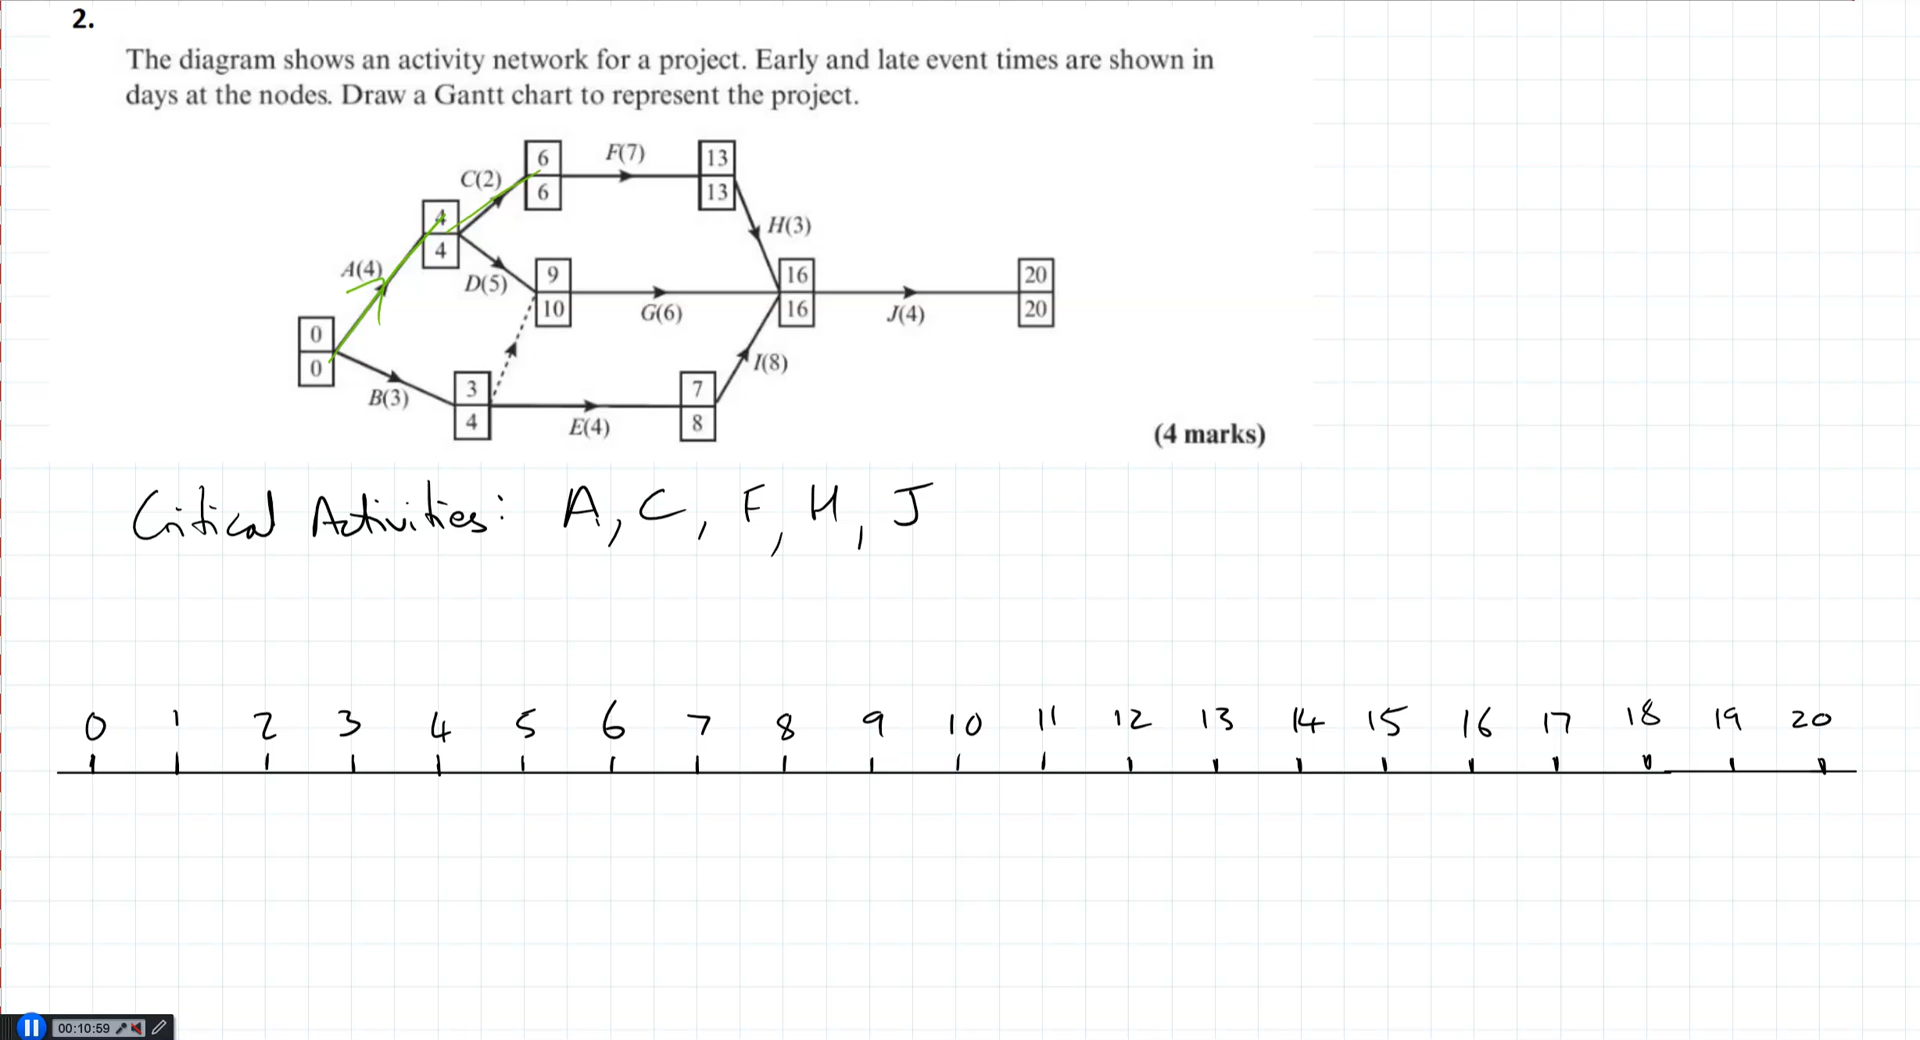 2.
The diagram shows an activity network for a project. Early and late event times are shown in
days at the nodes. Draw a Gantt chart to represent the project.
6 F(7) 13
C(2) 6 13
4 H(3)
A(4) 4 9 16 20
D(5) 10 G(6) 16 J(4) 20
0
0 3 7 I(8)
B(3) 4 E(4) 8
(4 marks)
Critical Activities: A, C, F, H, J
0 1 2 3 4 5 6 7 8 9 10 11 12 13 14 15 16 17 18 19 20
00:10:59